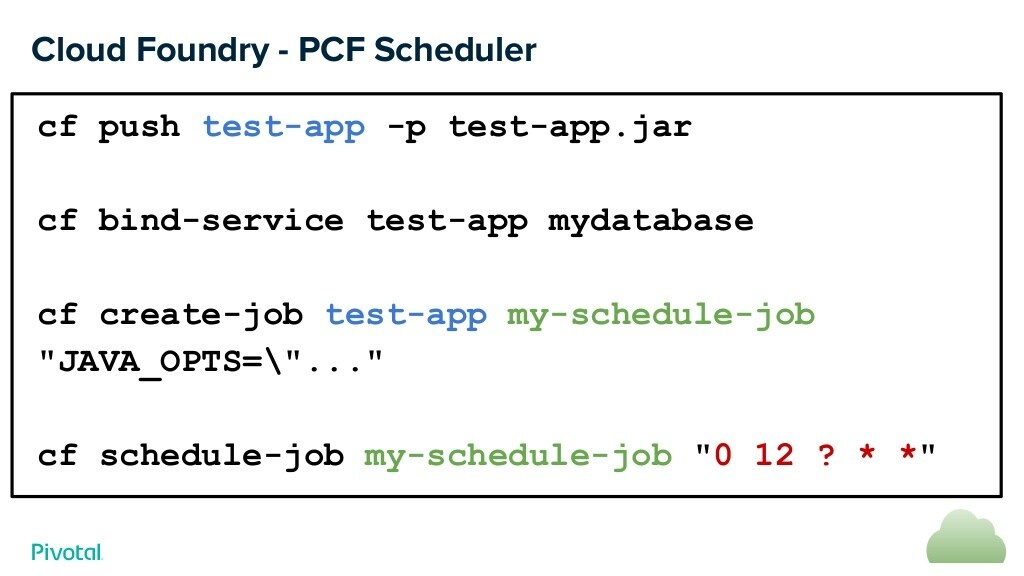 Cloud Foundry - PCF Scheduler
cf push test-app -p test-app.jar
cf bind-service test-app mydatabase
cf create-job test-app my-schedule-job
"JAVA_OPTS=\"..."
cf schedule-job my-schedule-job "0 12 ? * *"
Pivotal